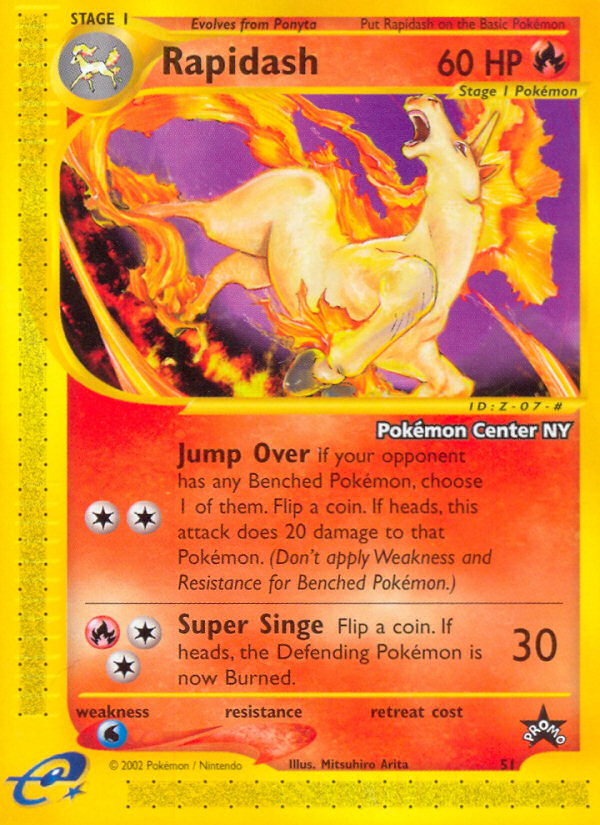 STAGE 1
Evolves from Ponyta
Put Rapidash on the Basic Pokémon
Rapidash
60 HP
Stage 1 Pokémon
ID:Z-07-#
Pokémon Center NY
Jump Over if your opponent
has any Benched Pokémon, choose
1 of them. Flip a coin. If heads, this
attack does 20 damage to that
Pokémon. (Don't apply Weakness and
Resistance for Benched Pokémon.)
Super Singe Flip a coin. If
heads, the Defending Pokémon is
now Burned.
30
weakness
resistance
retreat cost
PROMO
© 2002 Pokémon / Nintendo
Illus. Mitsuhiro Arita
51
e